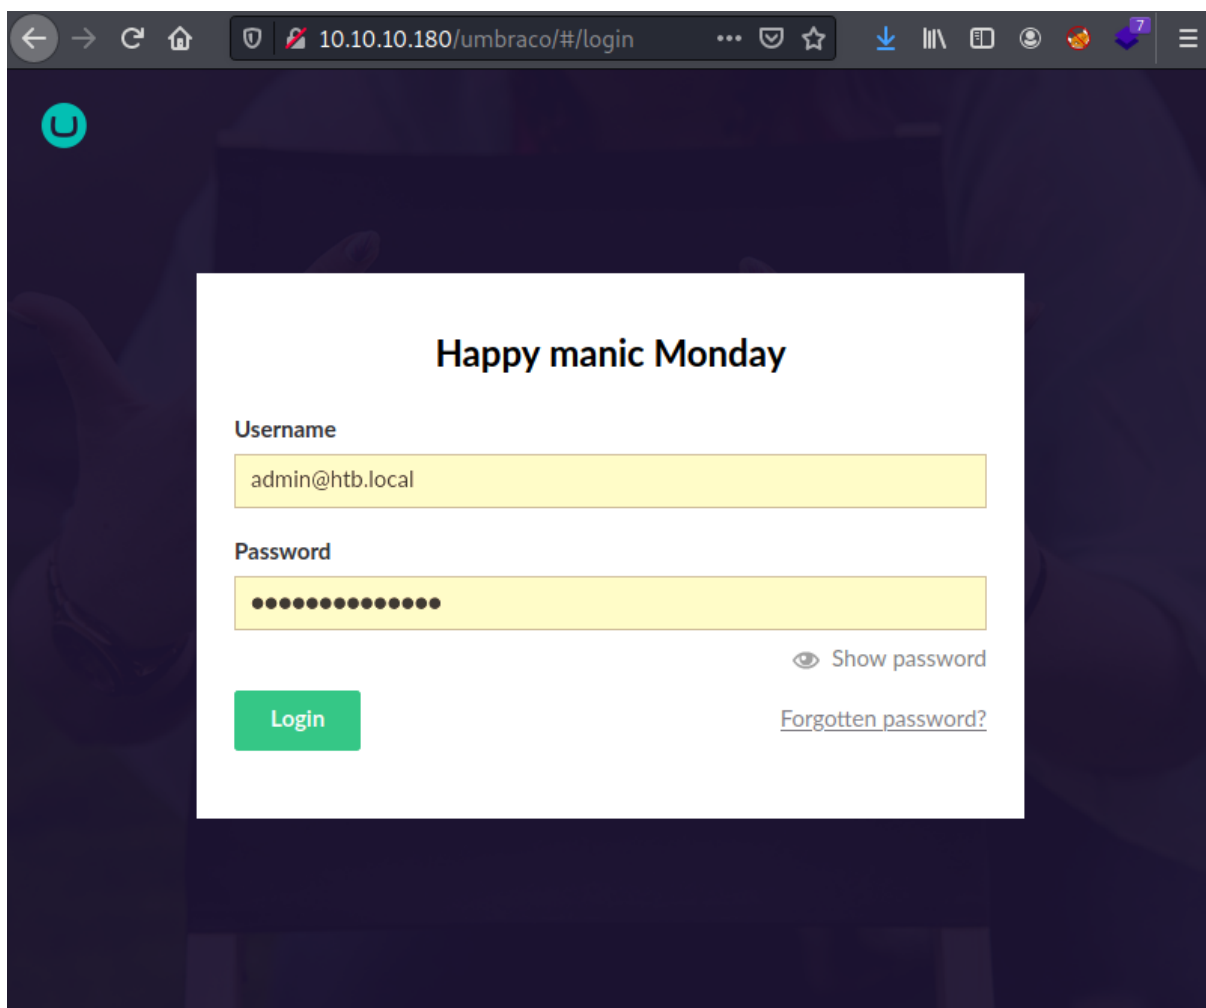 10.10.10.180/umbraco/#/login
7
Happy manic Monday
Username
admin@htb.local
Password
●●●●●●●●●●●●●●
Show password
Login
Forgotten password?